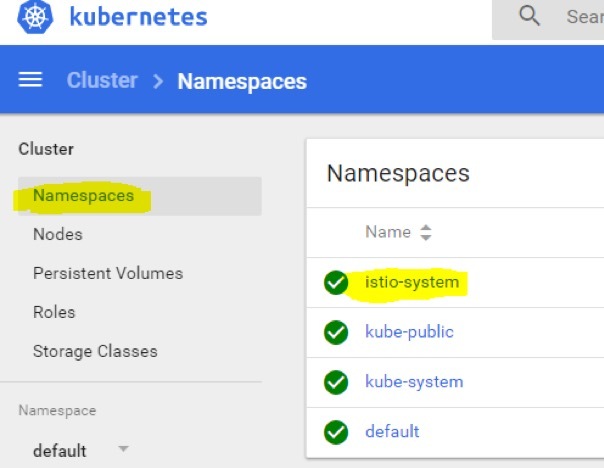 kubernetes
Sear
Cluster > Namespaces
Cluster
Namespaces
Nodes
Persistent Volumes
Roles
Storage Classes
Namespace
default
Namespaces
Name
istio-system
kube-public
kube-system
default